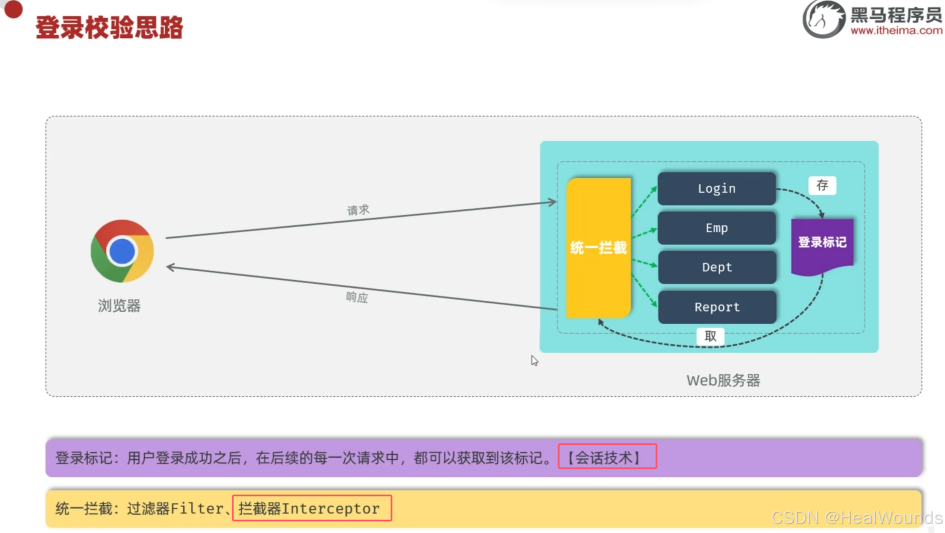 登录校验思路
黑马程序员
www.itheima.com
请求
响应
浏览器
统一拦截
Login
Emp
Dept
Report
存
登录标记
取
Web服务器
登录标记：用户登录成功之后，在后续的每一次请求中，都可以获取到该标记。【会话技术】
统一拦截：过滤器Filter、拦截器Interceptor
CSDN @HealWounds